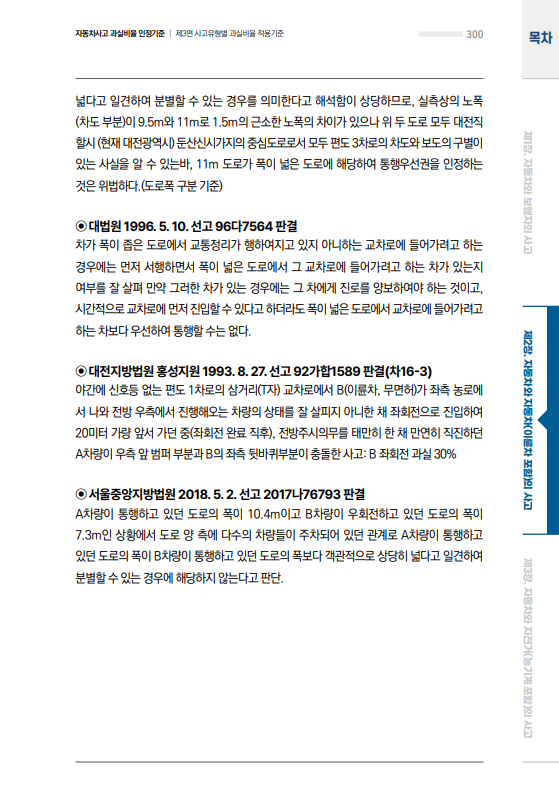 자동차사고 과실비율 인정기준 | 제3편 사고유형별 과실비율 적용기준
300
목차
넓다고 일견하여 분별할 수 있는 경우를 의미한다고 해석함이 상당하므로, 실측상의 노폭
(차도 부분)이 9.5m와 11m로 1.5m의 근소한 노폭의 차이가 있으나 위 두 도로 모두 대전직
할시 (현재 대전광역시) 둔산신시가지의 중심도로로서 모두 편도 3차로의 차도와 보도의 구별이
있는 사실을 알 수 있는바, 11m 도로가 폭이 넓은 도로에 해당하여 통행우선권을 인정하는
것은 위법하다.(도로폭 구분 기준)
◉ 대법원 1996. 5. 10. 선고 96다7564 판결
차가 폭이 좁은 도로에서 교통정리가 행하여지고 있지 아니하는 교차로에 들어가려고 하는
경우에는 먼저 서행하면서 폭이 넓은 도로에서 그 교차로에 들어가려고 하는 차가 있는지
여부를 잘 살펴 만약 그러한 차가 있는 경우에는 그 차에게 진로를 양보하여야 하는 것이고,
시간적으로 교차로에 먼저 진입할 수 있다고 하더라도 폭이 넓은 도로에서 교차로에 들어가려고
하는 차보다 우선하여 통행할 수는 없다.
◉ 대전지방법원 홍성지원 1993. 8. 27. 선고 92가합1589 판결(차16-3)
야간에 신호등 없는 편도 1차로의 삼거리(T자) 교차로에서 B(이륜차, 무면허)가 좌측 농로에
서 나와 전방 우측에서 진행해오는 차량의 상태를 잘 살피지 아니한 채 좌회전으로 진입하여
20미터 가량 앞서 가던 중(좌회전 완료 직후), 전방주시의무를 태만히 한 채 만연히 직진하던
A차량이 우측 앞 범퍼 부분과 B의 좌측 뒷바퀴부분이 충돌한 사고: B 좌회전 과실 30%
◉ 서울중앙지방법원 2018. 5. 2. 선고 2017나76793 판결
A차량이 통행하고 있던 도로의 폭이 10.4m이고 B차량이 우회전하고 있던 도로의 폭이
7.3m인 상황에서 도로 양 측에 다수의 차량들이 주차되어 있던 관계로 A차량이 통행하고
있던 도로의 폭이 B차량이 통행하고 있던 도로의 폭보다 객관적으로 상당히 넓다고 일견하여
분별할 수 있는 경우에 해당하지 않는다고 판단.
제1장. 자동차와 보행자의 사고
제2장. 자동차와 자동차(이륜차 포함)의 사고
제3장. 자동차와 자전거(농기계 포함)의 사고